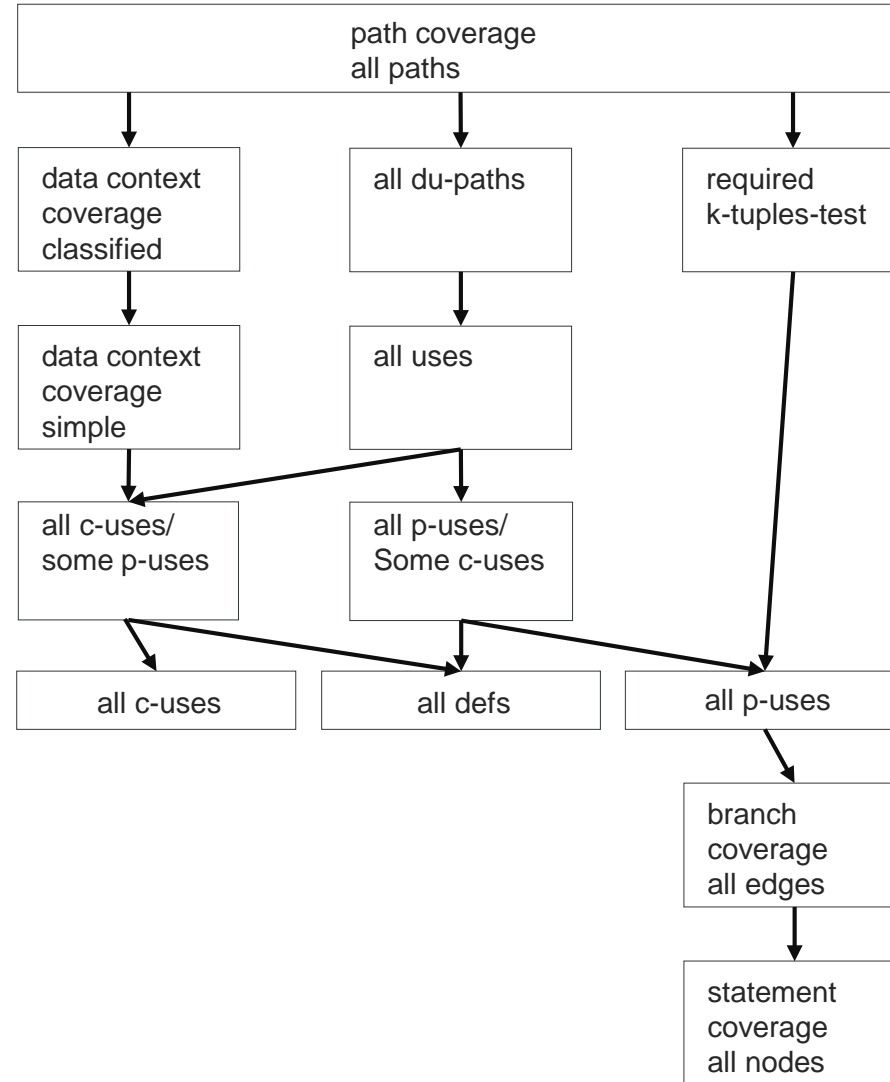 path coverage
all paths
data context
coverage
classified
all du-paths
required
k-tuples-test
data context
coverage
simple
all uses
all c-uses/
some p-uses
all p-uses/
Some c-uses
all c-uses
all defs
all p-uses
branch
coverage
all edges
statement
coverage
all nodes